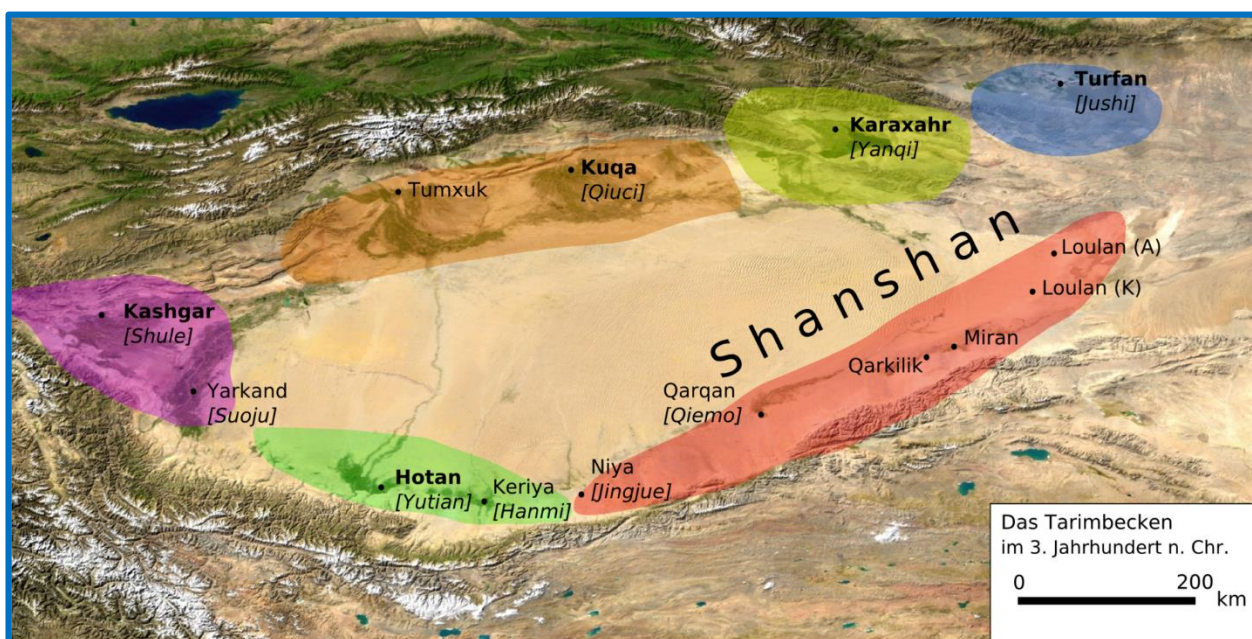 Turfan
[Jushi]
Karaxahr
[Yanqi]
Kuqa
[Qiuci]
Tumxuk
Shanshan
Loulan (A)
Loulan (K)
Kashgar
[Shule]
Miran
Qarkilik
Yarkand
[Suoju]
Qarqan
[Qiemo]
Niya
[Jingjue]
Hotan
[Yutian]
Keriya
[Hanmi]
Das Tarimbecken
im 3. Jahrhundert n. Chr.
0 200
km